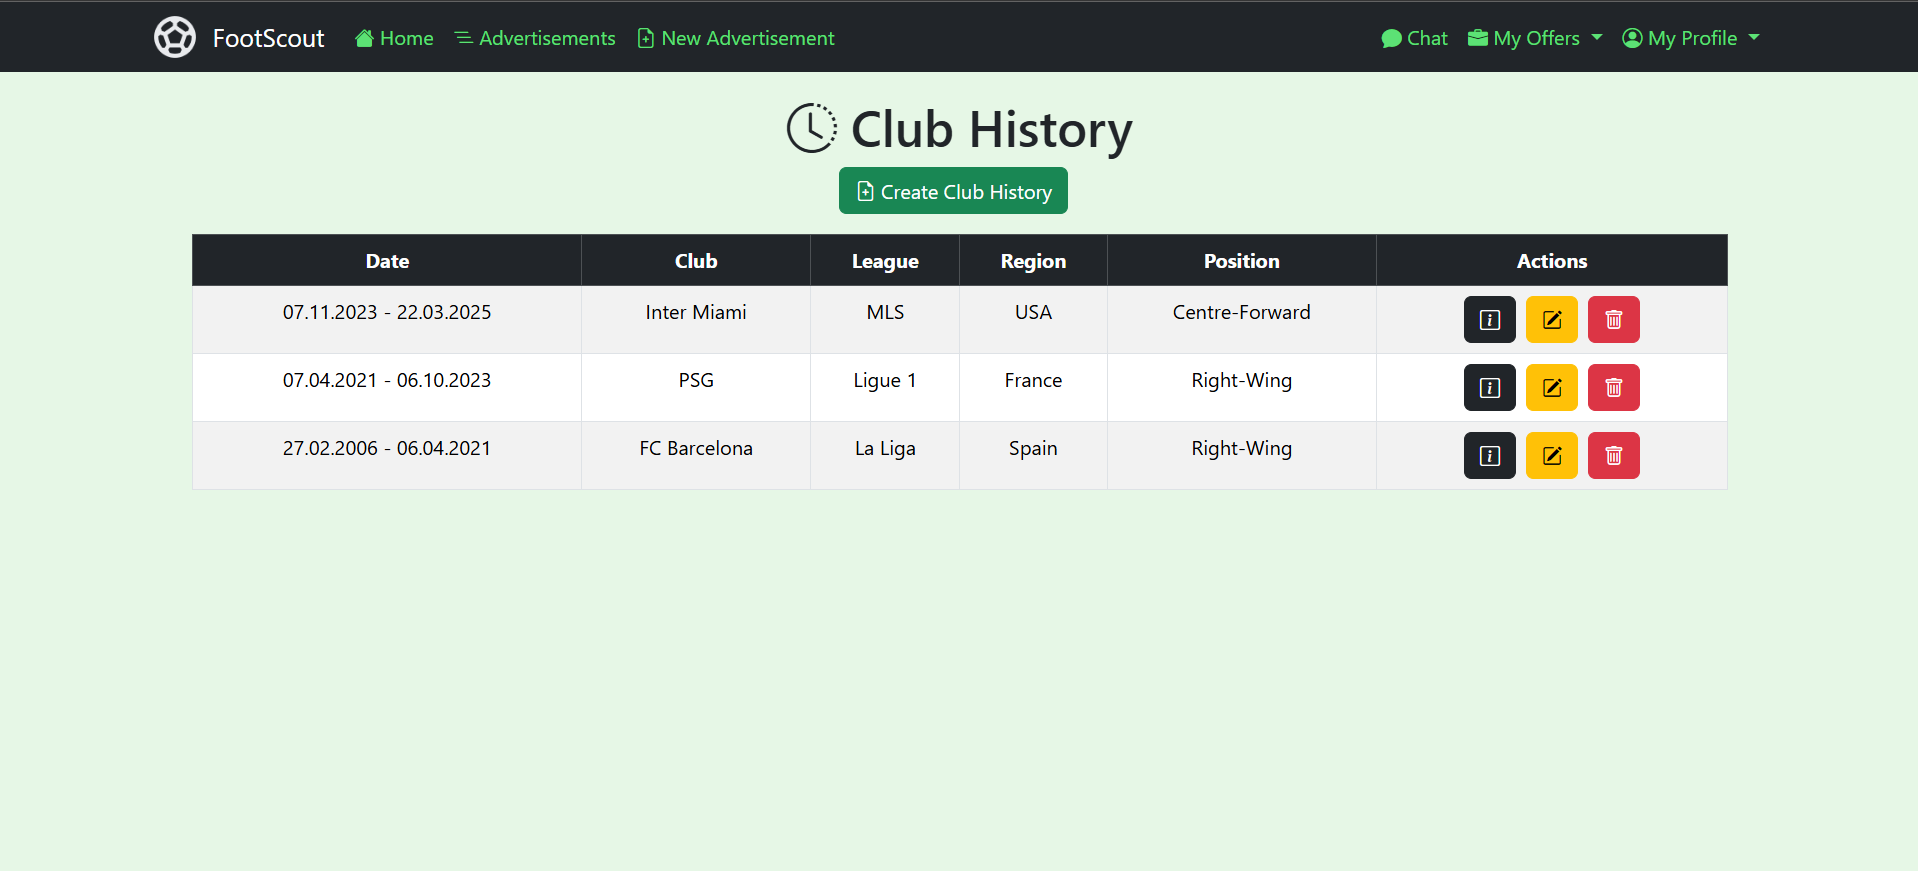 FootScout Home Advertisements New Advertisement Chat My Offers My Profile
Club History
Create Club History
Date Club League Region Position Actions
07.11.2023 - 22.03.2025 Inter Miami MLS USA Centre-Forward
07.04.2021 - 06.10.2023 PSG Ligue 1 France Right-Wing
27.02.2006 - 06.04.2021 FC Barcelona La Liga Spain Right-Wing